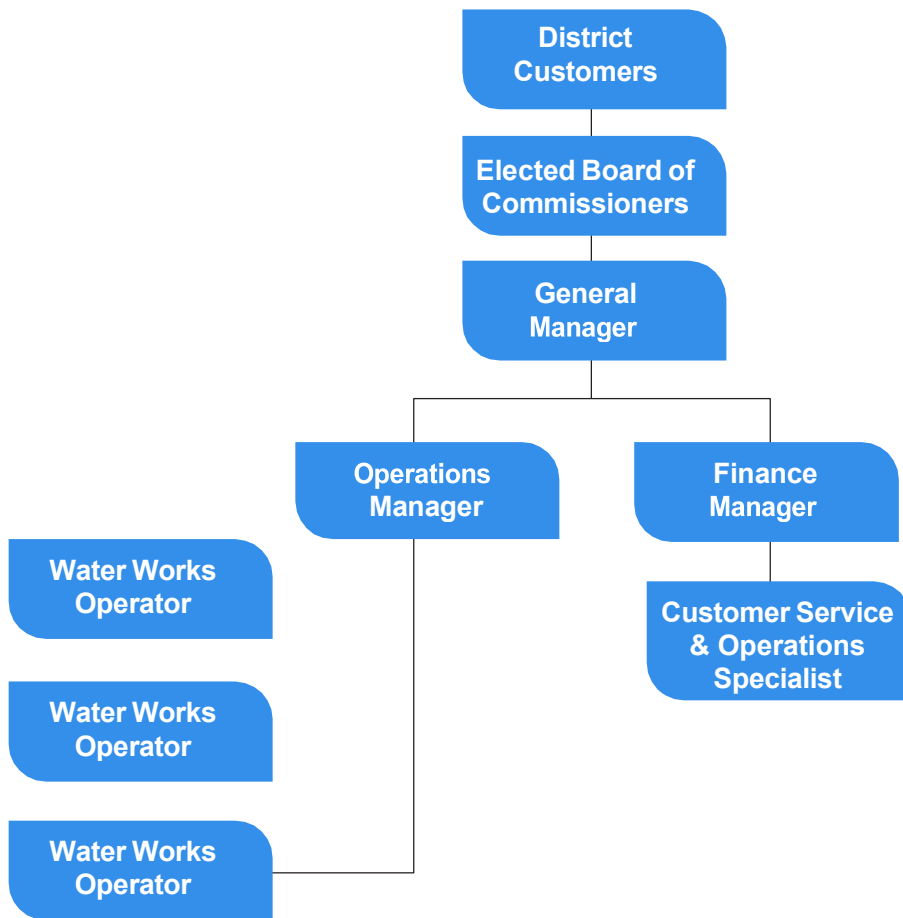 District
Customers
Elected Board of
Commissioners
General
Manager
Operations
Manager
Finance
Manager
Water Works
Operator
Customer Service
& Operations
Specialist
Water Works
Operator
Water Works
Operator